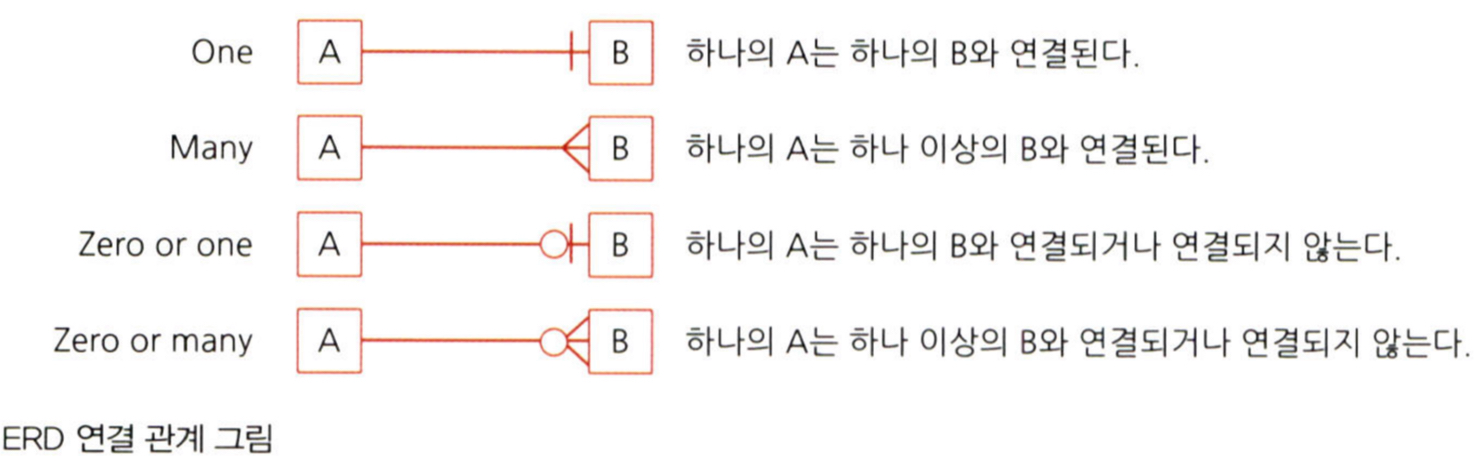 One A B 하나의 A는 하나의 B와 연결된다.
Many A B 하나의 A는 하나 이상의 B와 연결된다.
Zero or one A B 하나의 A는 하나의 B와 연결되거나 연결되지 않는다.
Zero or many A B 하나의 A는 하나 이상의 B와 연결되거나 연결되지 않는다.
ERD 연결 관계 그림